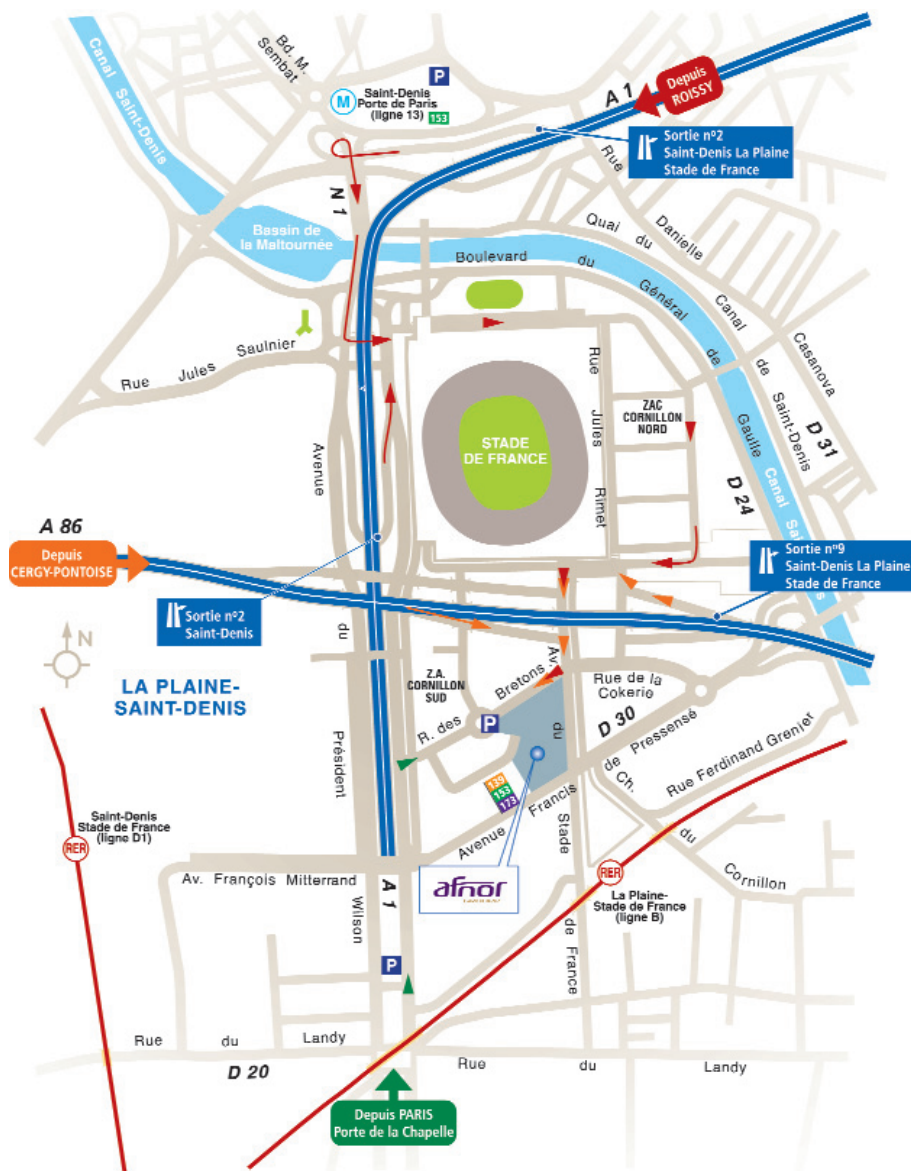 Canal Saint-Denis
Bd. M.
Sembat
P
M
Saint-Denis
Porte de Paris
(ligne 13) 153
A 1
Depuis
ROISSY
Sortie nº2
Saint-Denis La Plaine
Stade de France
N 1
Rue Danielle Casanova
Quai du Canal de Saint-Denis
Bassin de
la Maltournée
Boulevard du Général de Gaulle
Rue Jules Saulnier
Rue Jules Rimet
ZAC
CORNILLON
NORD
STADE
DE FRANCE
D 31
D 24
Avenue du Président Wilson
A 86
Depuis
CERGY-PONTOISE
Sortie nº9
Saint-Denis La Plaine
Stade de France
Sortie nº2
Saint-Denis
N
LA PLAINE-
SAINT-DENIS
Z.A.
CORNILLON
SUD
R. des Bretons
Av. du Stade de France
Rue de la
Cokerie
P
D 30
Avenue Francis de Pressensé
Rue Ferdinand Grenier
Ch. du Cornillon
139
153
173
Saint-Denis
Stade de France
(ligne D1)
RER
afnor
RER
La Plaine-
Stade de France
(ligne B)
Av. François Mitterrand
A 1
P
Rue du Landy
D 20
Rue du Landy
Depuis PARIS
Porte de la Chapelle